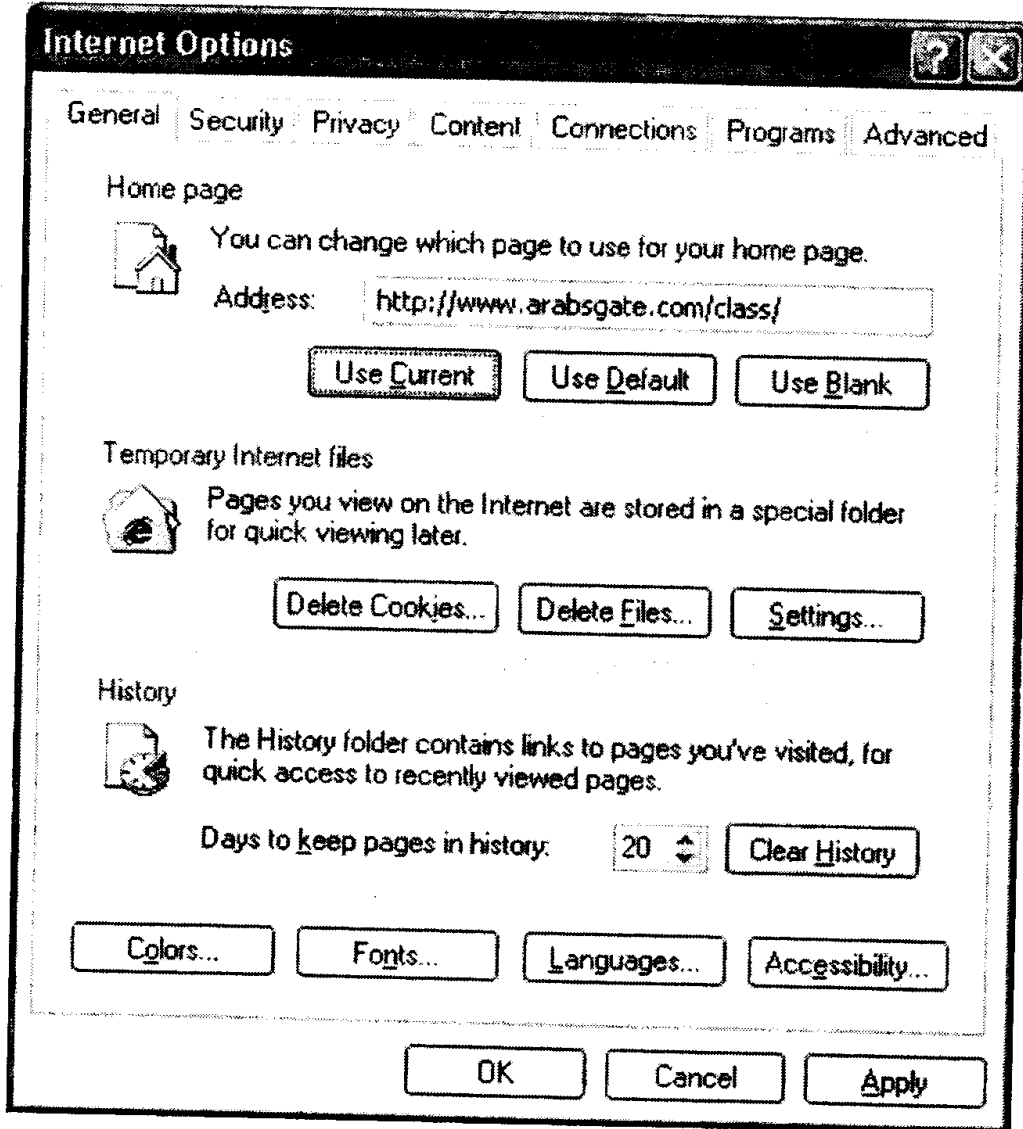 Internet Options
General Security Privacy Content Connections Programs Advanced
Home page
You can change which page to use for your home page.
Address: http://www.arabsgate.com/class/
Use Current Use Default Use Blank
Temporary Internet files
Pages you view on the Internet are stored in a special folder
for quick viewing later.
Delete Cookies... Delete Files... Settings...
History
The History folder contains links to pages you've visited, for
quick access to recently viewed pages.
Days to keep pages in history: 20 Clear History
Colors... Fonts... Languages... Accessibility...
OK Cancel Apply